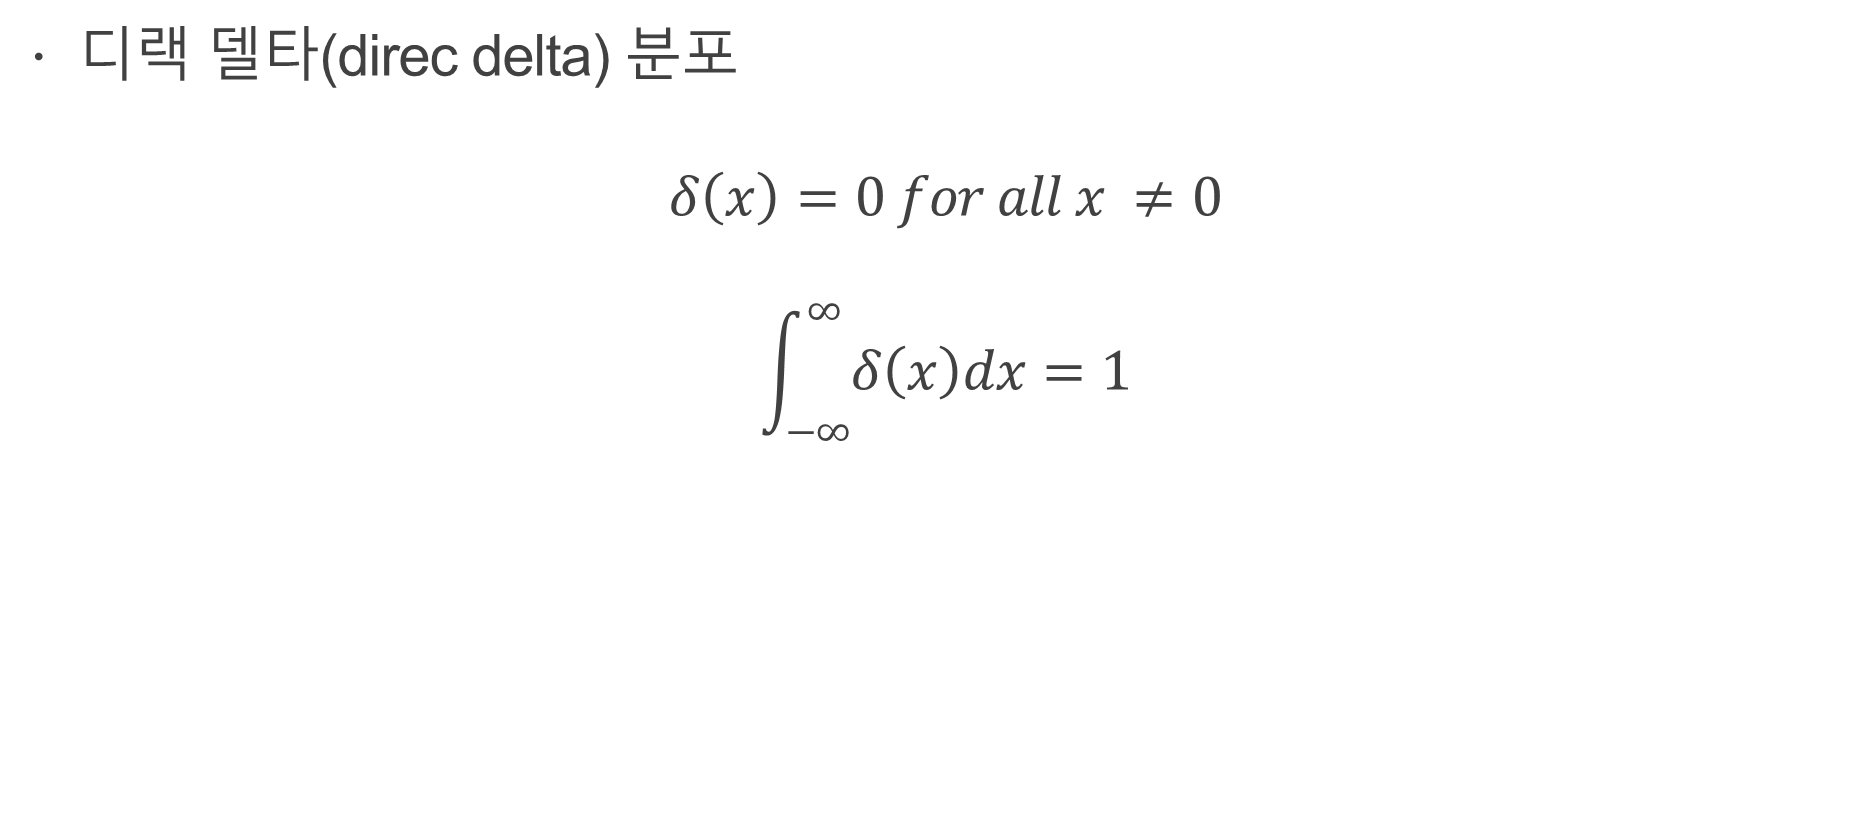 · 디랙 델타(direc delta) 분포
δ(x) = 0 for all x ≠ 0
∫_{-∞}^{∞} δ(x)dx = 1